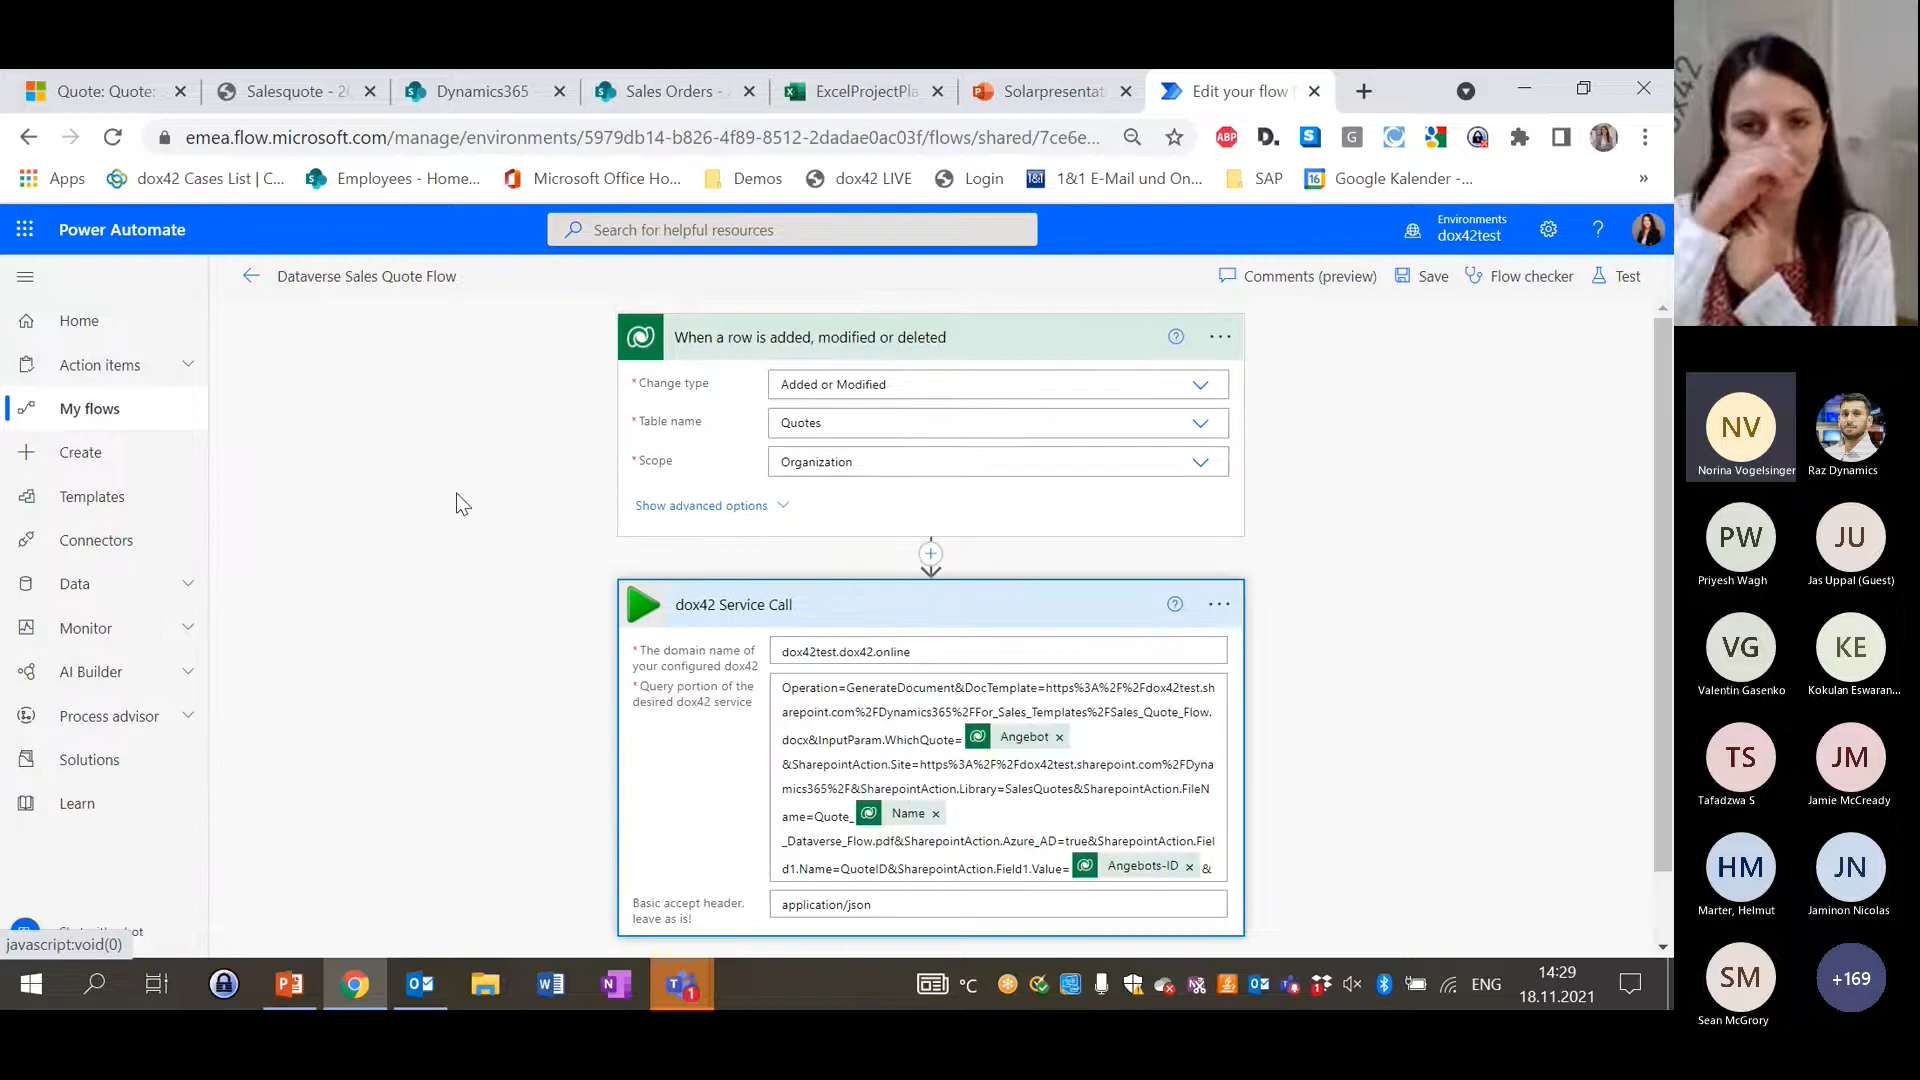 Quote: Quote:
Salesquote - 20
Dynamics365
Sales Orders -
ExcelProjectPla
Solarpresentat
Edit your flow
emea.flow.microsoft.com/manage/environments/5979db14-b826-4f89-8512-2dadae0ac03f/flows/shared/7ce6e...
ABP
D.
S
G
Apps
dox42 Cases List | C...
Employees - Home...
Microsoft Office Ho...
Demos
dox42 LIVE
Login
1&1
1&1 E-Mail und On...
SAP
16
Google Kalender -...
»
Power Automate
Search for helpful resources
Environments
dox42test
?
Dataverse Sales Quote Flow
Comments (preview)
Save
Flow checker
Test
Home
Action items
My flows
Create
Templates
Connectors
Data
Monitor
AI Builder
Process advisor
Solutions
Learn
javascript:void(0)
When a row is added, modified or deleted
* Change type
Added or Modified
* Table name
Quotes
* Scope
Organization
Show advanced options
dox42 Service Call
* The domain name of
your configured dox42
dox42test.dox42.online
* Query portion of the
desired dox42 service
Operation=GenerateDocument&DocTemplate=https%3A%2F%2Fdox42test.sh
arepoint.com%2FDynamics365%2FFor_Sales_Templates%2FSales_Quote_Flow.
docx&InputParam.WhichQuote= Angebot ×
&SharepointAction.Site=https%3A%2F%2Fdox42test.sharepoint.com%2FDyna
mics365%2F&SharepointAction.Library=SalesQuotes&SharepointAction.FileN
ame=Quote_ Name ×
_Dataverse_Flow.pdf&SharepointAction.Azure_AD=true&SharepointAction.Fiel
d1.Name=QuoteID&SharepointAction.Field1.Value= Angebots-ID × &
Basic accept header,
leave as is!
application/json
°C
ENG
14:29
18.11.2021
dox42
NV
Norina Vogelsinger
Raz Dynamics
PW
Priyesh Wagh
JU
Jas Uppal (Guest)
VG
Valentin Gasenko
KE
Kokulan Eswaran...
TS
Tafadzwa S
JM
Jamie McCready
HM
Marter, Helmut
JN
Jaminon Nicolas
SM
Sean McGrory
+169